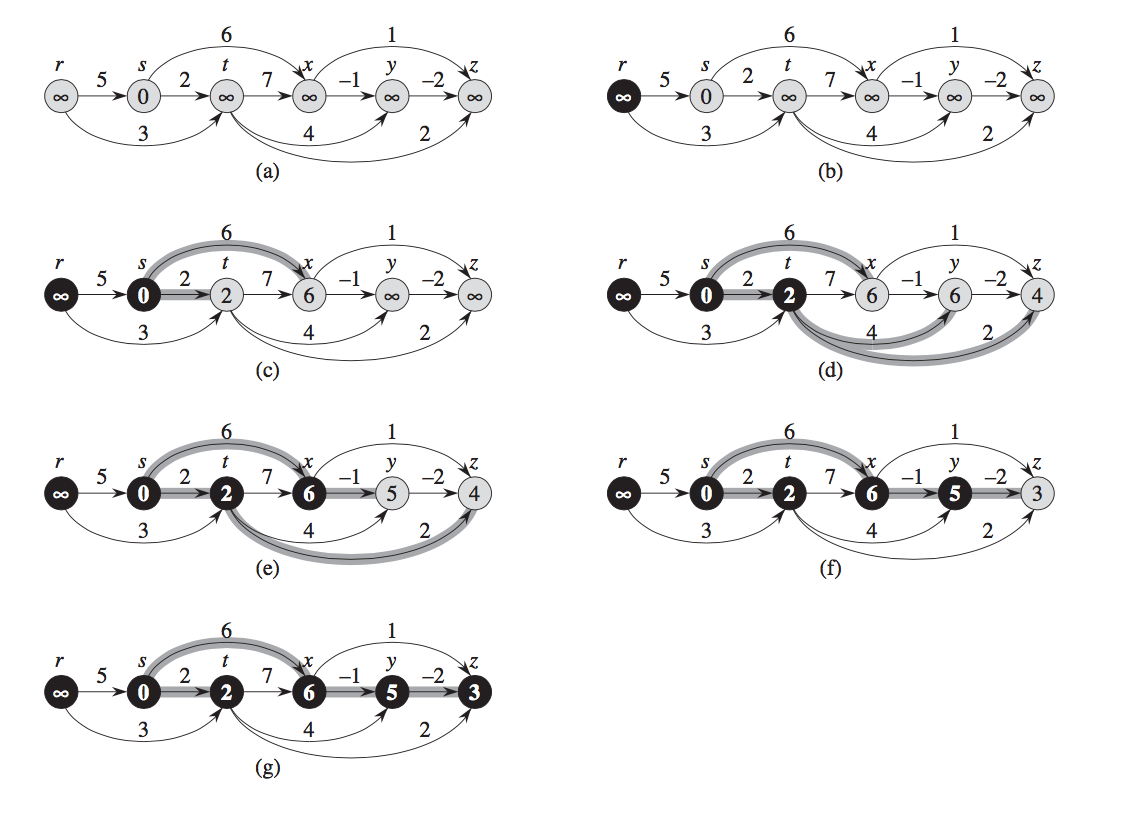 6 1 6 1
r s t x y z r s t x y z
5 2 7 –1 –2 5 2 7 –1 –2
∞ 0 ∞ ∞ ∞ ∞ ∞ 0 ∞ ∞ ∞ ∞
3 4 2 3 4 2
(a) (b)
6 1 6 1
r s t x y z r s t x y z
5 2 7 –1 –2 5 2 7 –1 –2
∞ 0 2 6 ∞ ∞ ∞ 0 2 6 6 4
3 4 2 3 4 2
(c) (d)
6 1 6 1
r s t x y z r s t x y z
5 2 7 –1 –2 5 2 7 –1 –2
∞ 0 2 6 5 4 ∞ 0 2 6 5 3
3 4 2 3 4 2
(e) (f)
6 1
r s t x y z
5 2 7 –1 –2
∞ 0 2 6 5 3
3 4 2
(g)